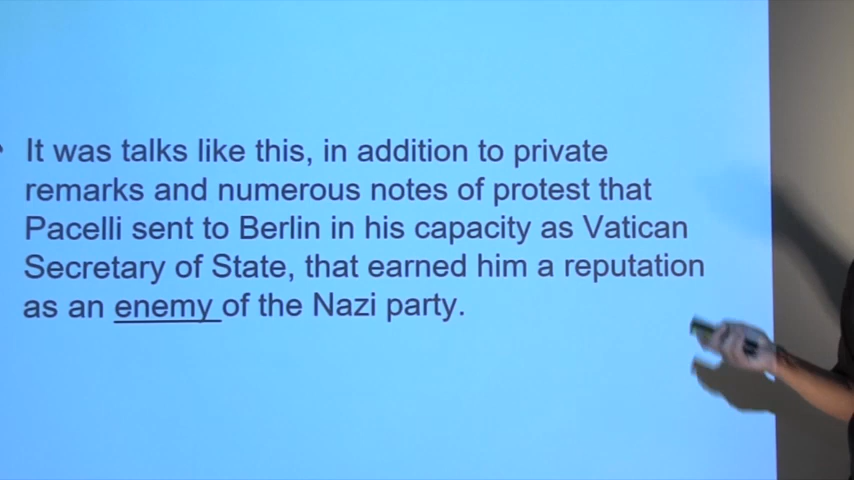 It was talks like this, in addition to private
remarks and numerous notes of protest that
Pacelli sent to Berlin in his capacity as Vatican
Secretary of State, that earned him a reputation
as an enemy of the Nazi party.